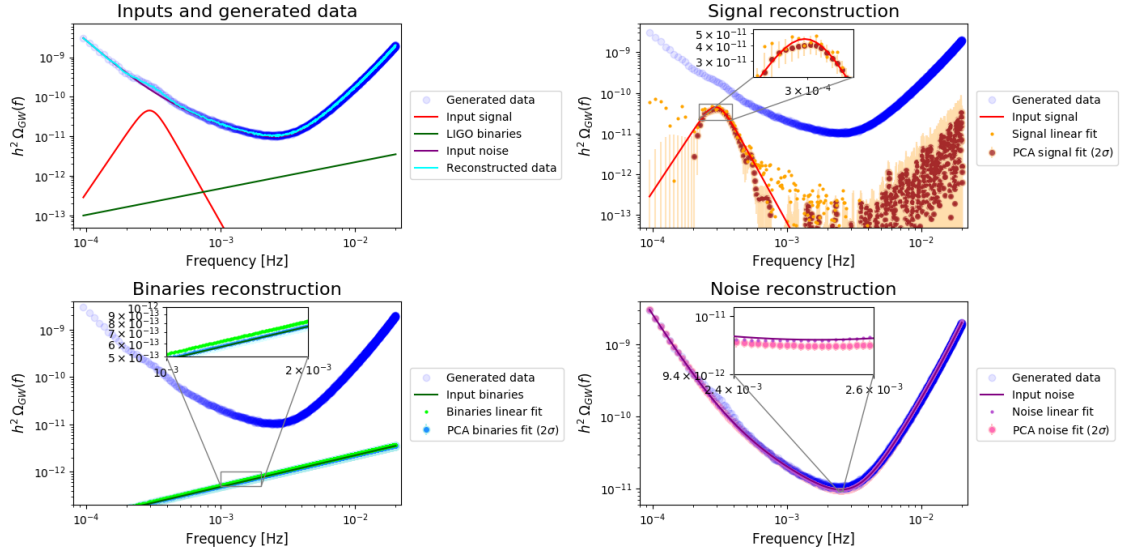 Inputs and generated data
h² Ω_GW(f)
10⁻⁹
10⁻¹⁰
10⁻¹¹
10⁻¹²
10⁻¹³
10⁻⁴
10⁻³
10⁻²
Frequency [Hz]
Generated data
Input signal
LIGO binaries
Input noise
Reconstructed data
Signal reconstruction
h² Ω_GW(f)
10⁻⁹
10⁻¹⁰
10⁻¹¹
10⁻¹²
10⁻¹³
5 × 10⁻¹¹
4 × 10⁻¹¹
3 × 10⁻¹¹
3 × 10⁻⁴
10⁻⁴
10⁻³
10⁻²
Frequency [Hz]
Generated data
Input signal
Signal linear fit
PCA signal fit (2σ)
Binaries reconstruction
h² Ω_GW(f)
10⁻⁹
10⁻¹⁰
10⁻¹¹
10⁻¹²
10⁻¹²
9 × 10⁻¹³
8 × 10⁻¹³
7 × 10⁻¹³
6 × 10⁻¹³
5 × 10⁻¹³
10⁻³
2 × 10⁻³
10⁻⁴
10⁻³
10⁻²
Frequency [Hz]
Generated data
Input binaries
Binaries linear fit
PCA binaries fit (2σ)
Noise reconstruction
h² Ω_GW(f)
10⁻⁹
10⁻¹⁰
10⁻¹¹
10⁻¹¹
9.4 × 10⁻¹²
2.4 × 10⁻³
2.6 × 10⁻³
10⁻⁴
10⁻³
10⁻²
Frequency [Hz]
Generated data
Input noise
Noise linear fit
PCA noise fit (2σ)